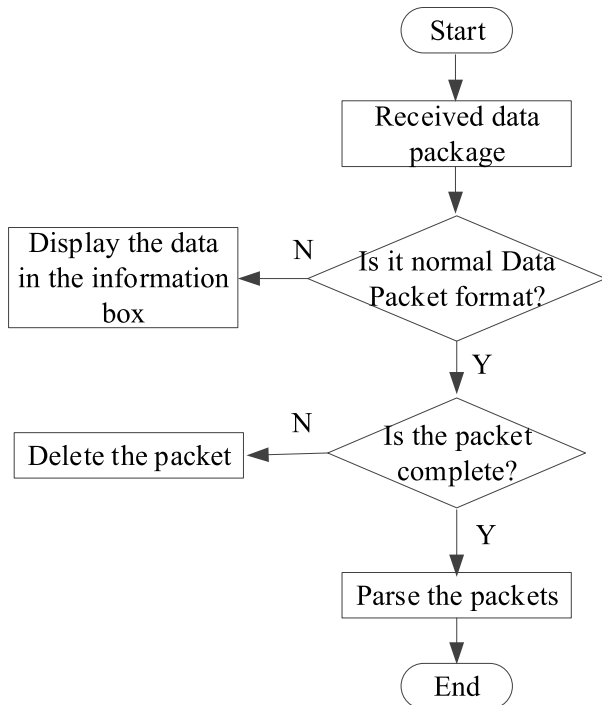 Start
Received data
package
Is it normal Data
Packet format?
N
Display the data
in the information
box
Y
Is the packet
complete?
N
Delete the packet
Y
Parse the packets
End